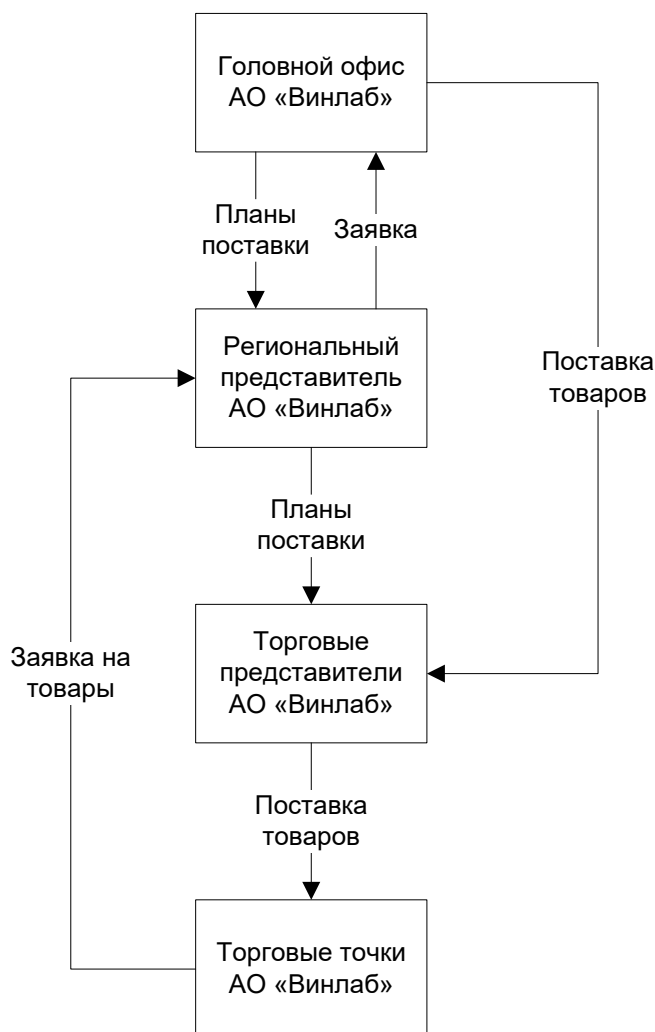 Головной офис
АО «Винлаб»
Планы
поставки
Заявка
Региональный
представитель
АО «Винлаб»
Поставка
товаров
Планы
поставки
Торговые
представители
АО «Винлаб»
Заявка на
товары
Поставка
товаров
Торговые точки
АО «Винлаб»